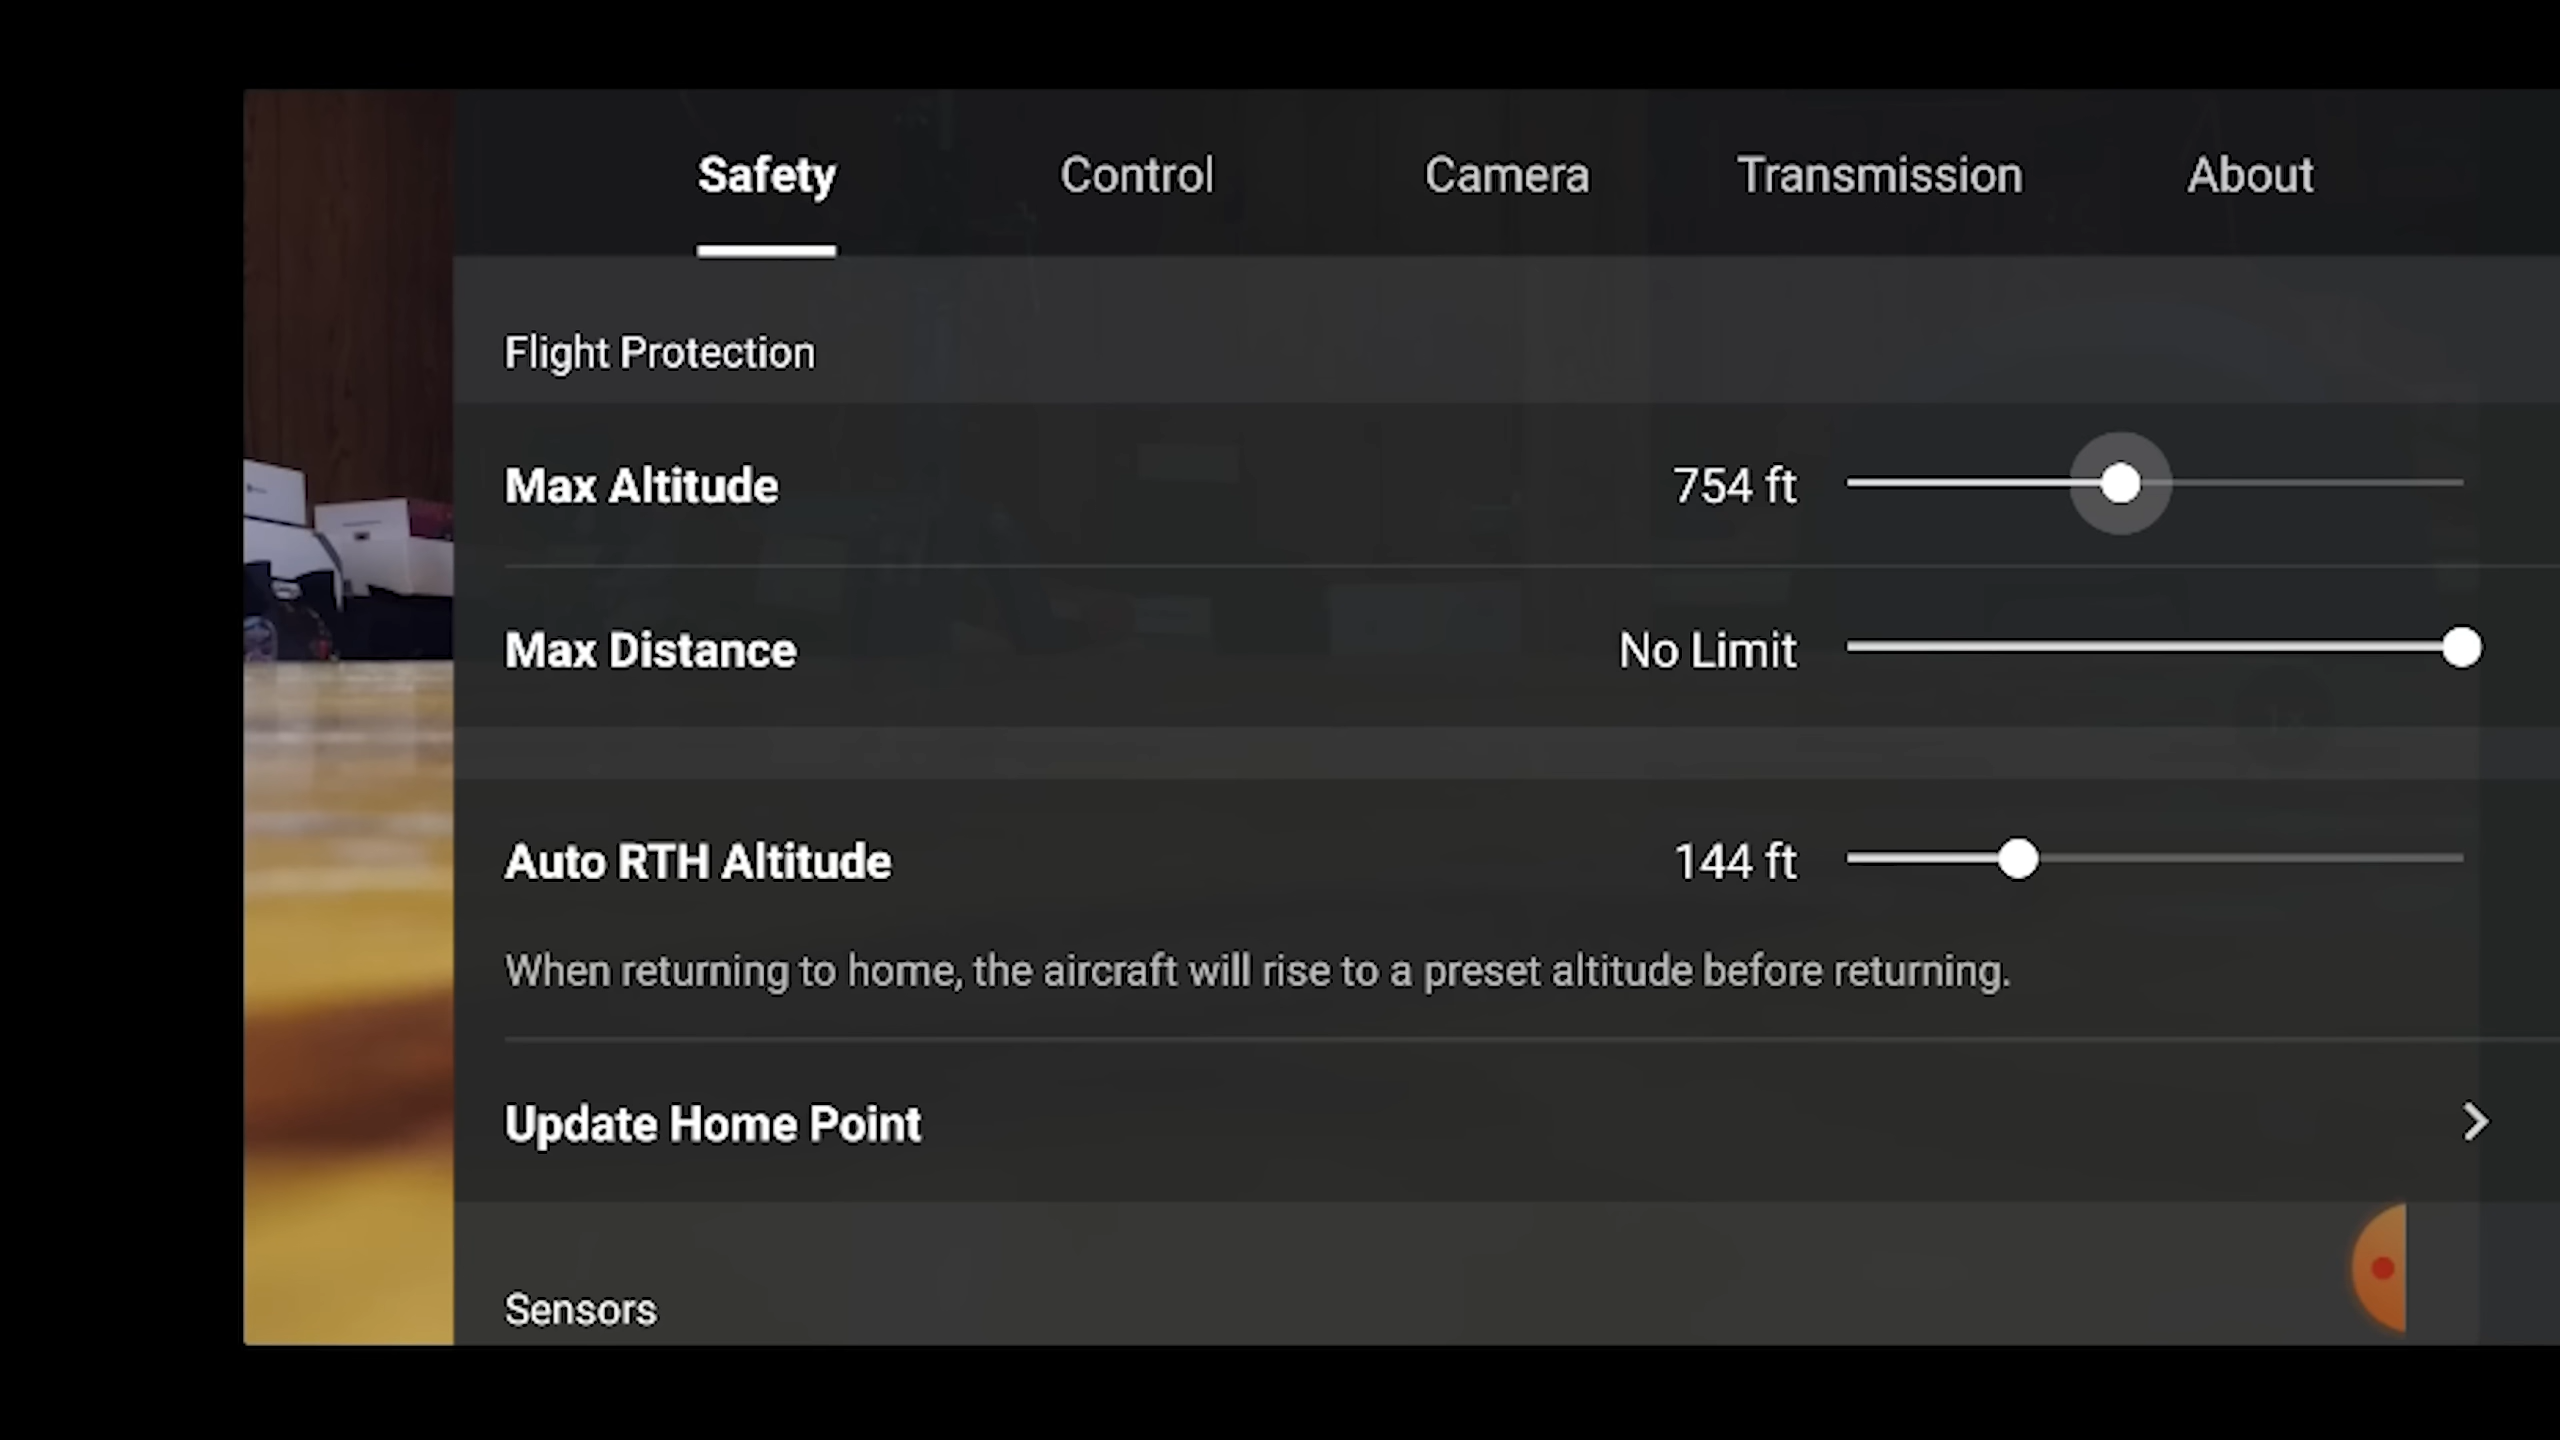 Safety Control Camera Transmission About
Flight Protection
Max Altitude 754 ft
Max Distance No Limit
Auto RTH Altitude 144 ft
When returning to home, the aircraft will rise to a preset altitude before returning.
Update Home Point
Sensors